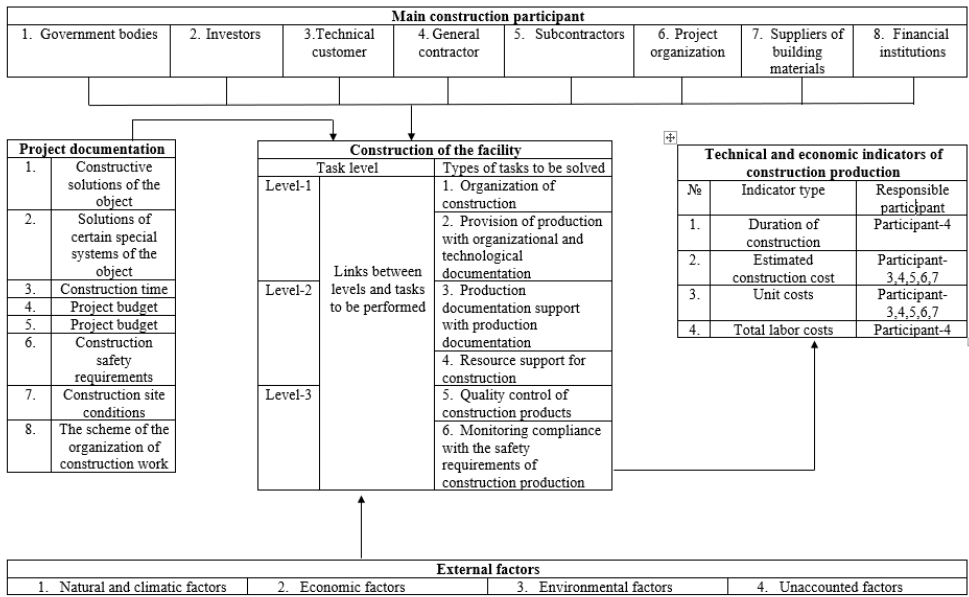 Main construction participant
1. Government bodies
2. Investors
3.Technical
customer
4. General
contractor
5. Subcontractors
6. Project
organization
7. Suppliers of
building
materials
8. Financial
institutions
Project documentation
1. Constructive
solutions of the
object
2. Solutions of
certain special
systems of the
object
3. Construction time
4. Project budget
5. Project budget
6. Construction
safety
requirements
7. Construction site
conditions
8. The scheme of the
organization of
construction work
Construction of the facility
Task level
Types of tasks to be solved
Level-1
Level-2
Level-3
Links between
levels and tasks
to be performed
1. Organization of
construction
2. Provision of production
with organizational and
technological
documentation
3. Production
documentation support
with production
documentation
4. Resource support for
construction
5. Quality control of
construction products
6. Monitoring compliance
with the safety
requirements of
construction production
Technical and economic indicators of
construction production
№ Indicator type Responsible
participant
1. Duration of
construction
Participant-4
2. Estimated
construction cost
Participant-
3,4,5,6,7
3. Unit costs
Participant-
3,4,5,6,7
4. Total labor costs Participant-4
External factors
1. Natural and climatic factors
2. Economic factors
3. Environmental factors
4. Unaccounted factors